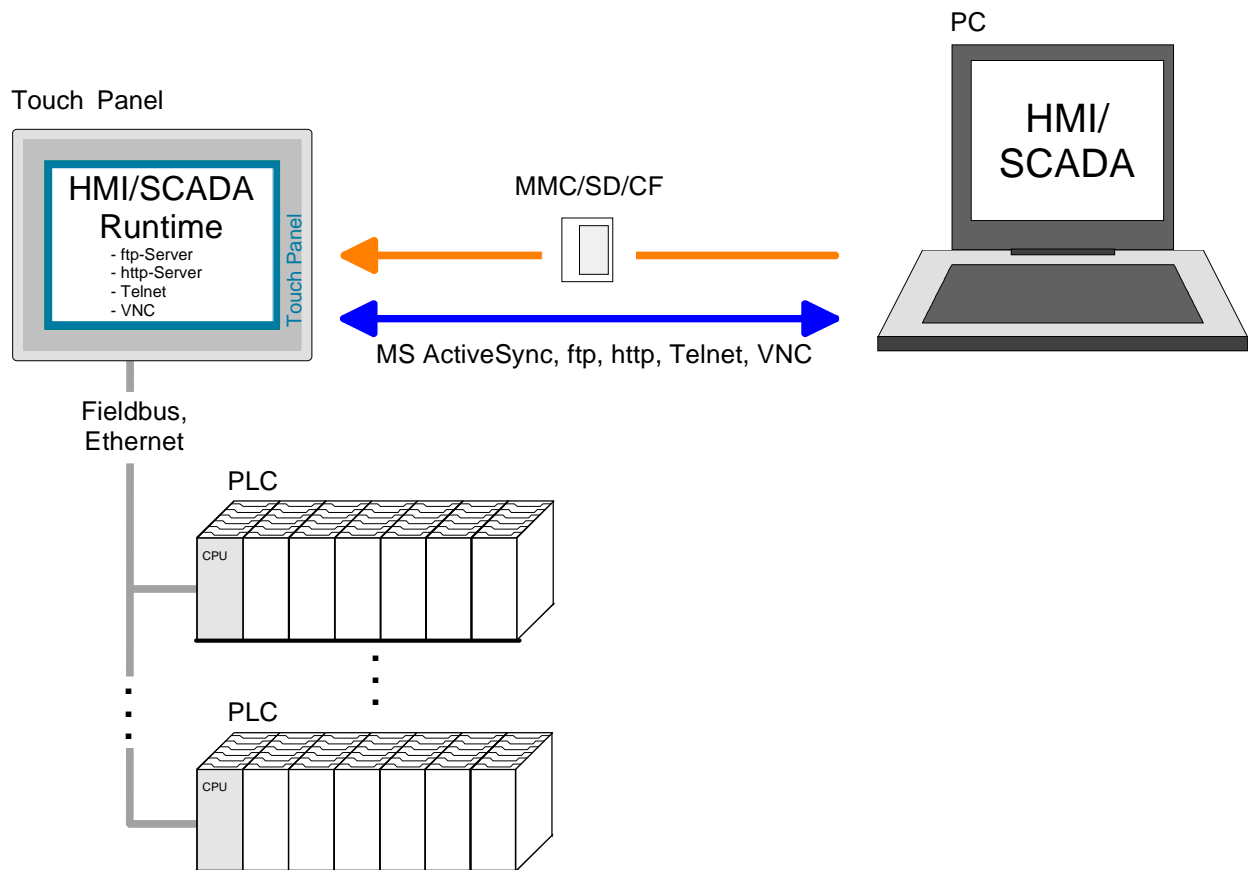 PC
Touch Panel
HMI/
SCADA
HMI/SCADA
Runtime
- ftp-Server
- http-Server
- Telnet
- VNC
Touch Panel
MMC/SD/CF
MS ActiveSync, ftp, http, Telnet, VNC
Fieldbus,
Ethernet
PLC
CPU
PLC
CPU